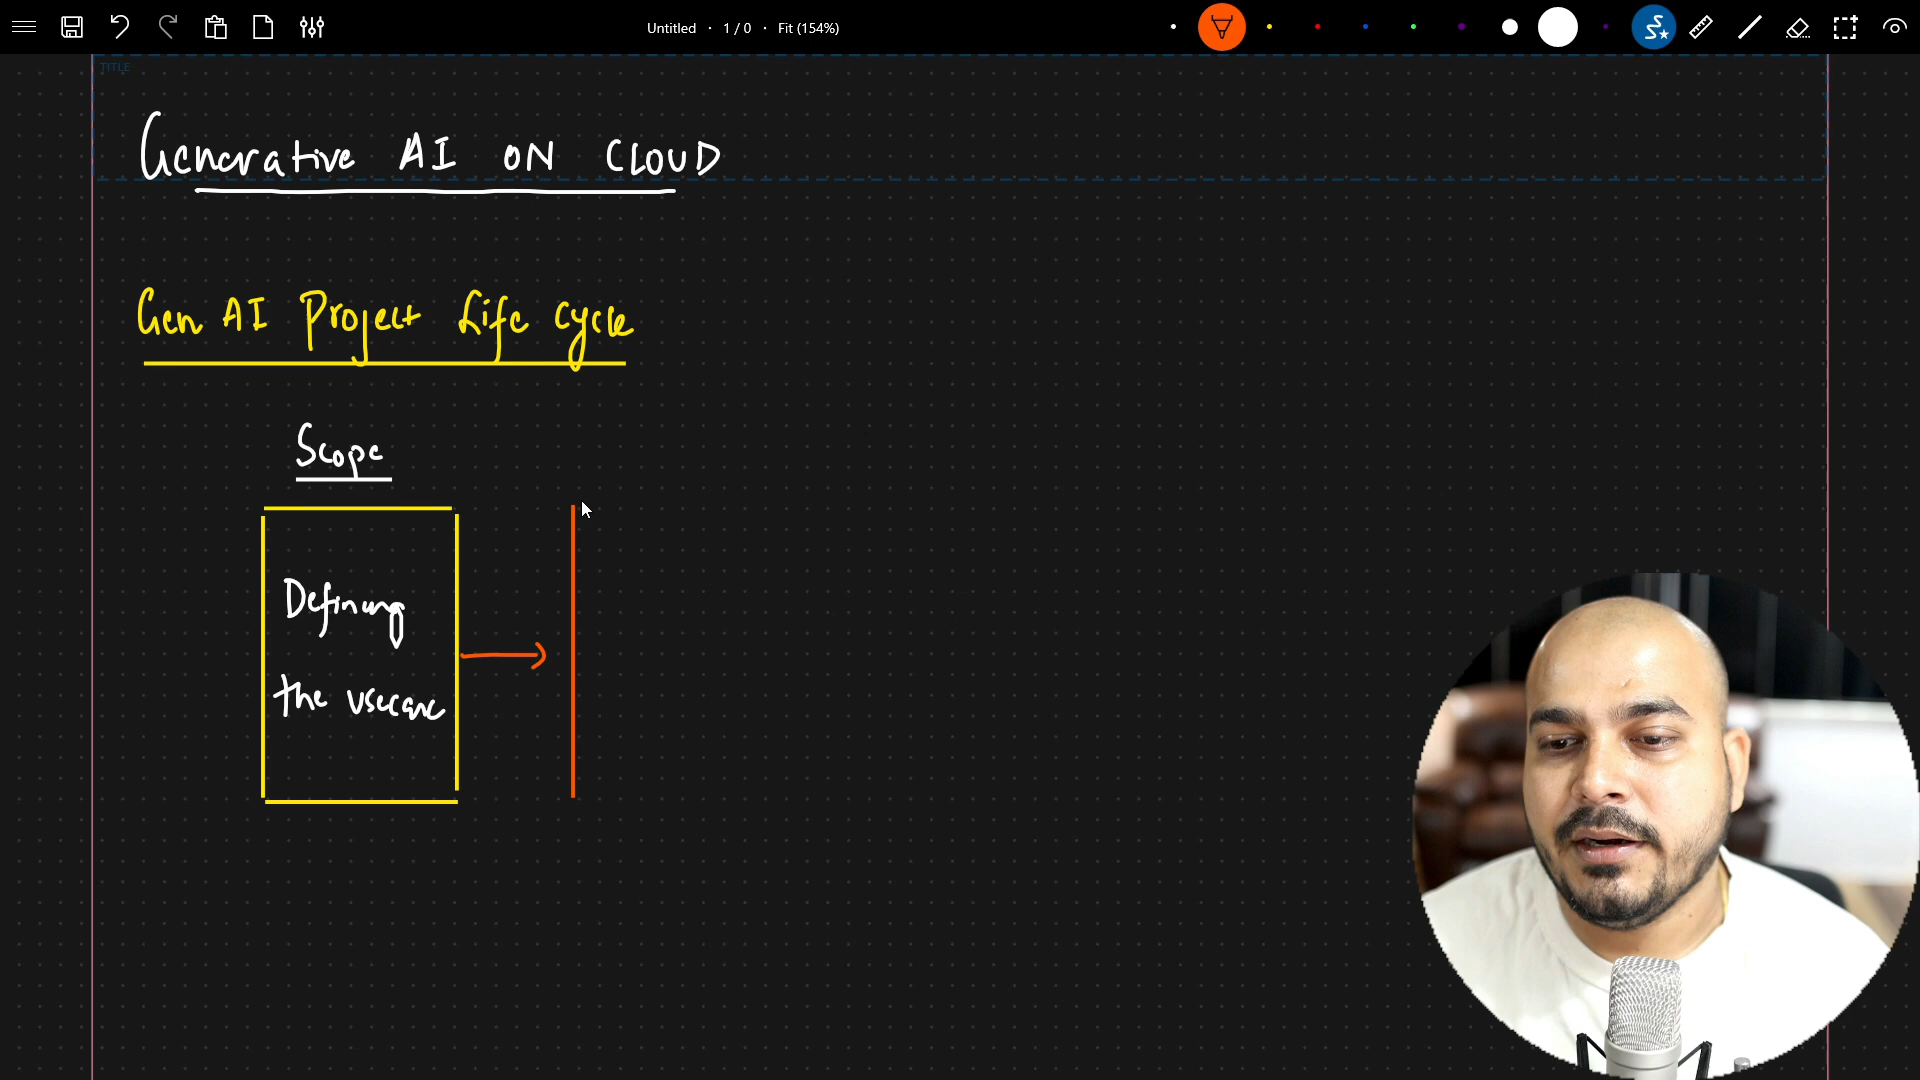 Untitled · 1 / 0 · Fit (154%)
TITLE
Generative AI ON CLOUD
Gen AI Project Life Cycle
Scope
Defining
the usecase